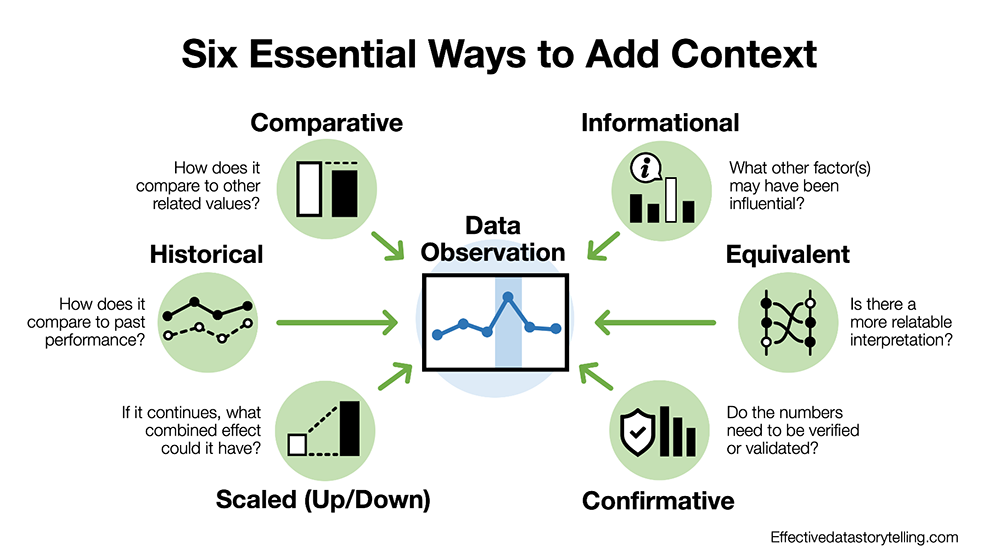 Six Essential Ways to Add Context
Comparative
How does it
compare to other
related values?
Informational
i
What other factor(s)
may have been
influential?
Data
Observation
Historical
How does it
compare to past
performance?
Equivalent
Is there a
more relatable
interpretation?
If it continues, what
combined effect
could it have?
Scaled (Up/Down)
Do the numbers
need to be verified
or validated?
Confirmative
Effectivedatastorytelling.com